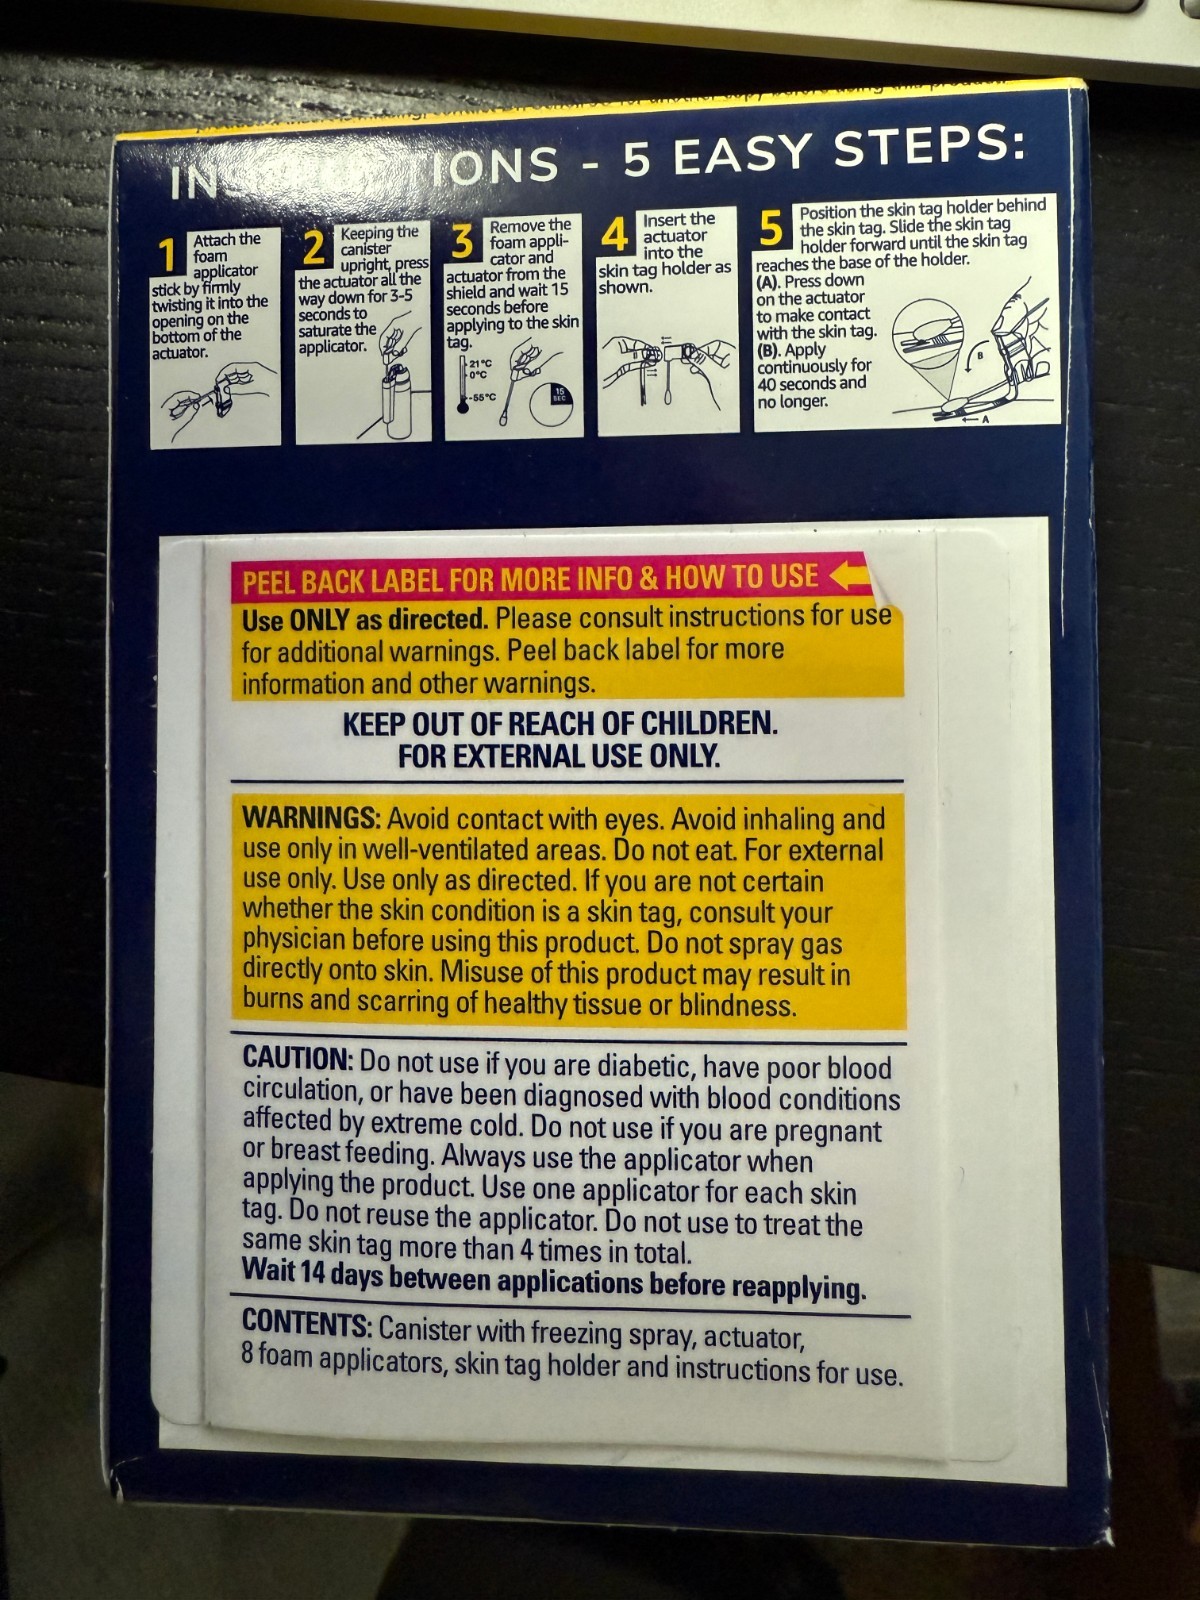 INSTRUCTIONS - 5 EASY STEPS:
1 Attach the
foam
applicator
stick by firmly
twisting it into the
opening on the
bottom of the
actuator.
2 Keeping the
canister
upright, press
the actuator all the
way down for 3-5
seconds to
saturate the
applicator.
3 Remove the
foam appli-
cator and
actuator from the
shield and wait 15
seconds before
applying to the skin
tag.
21°C
0°C
-55°C
15
SEC
4 Insert the
actuator
into the
skin tag holder as
shown.
5 Position the skin tag holder behind
the skin tag. Slide the skin tag
holder forward until the skin tag
reaches the base of the holder.
(A). Press down
on the actuator
to make contact
with the skin tag.
(B). Apply
continuously for
40 seconds and
no longer.
B
A
PEEL BACK LABEL FOR MORE INFO & HOW TO USE
Use ONLY as directed. Please consult instructions for use
for additional warnings. Peel back label for more
information and other warnings.
KEEP OUT OF REACH OF CHILDREN.
FOR EXTERNAL USE ONLY.
WARNINGS: Avoid contact with eyes. Avoid inhaling and
use only in well-ventilated areas. Do not eat. For external
use only. Use only as directed. If you are not certain
whether the skin condition is a skin tag, consult your
physician before using this product. Do not spray gas
directly onto skin. Misuse of this product may result in
burns and scarring of healthy tissue or blindness.
CAUTION: Do not use if you are diabetic, have poor blood
circulation, or have been diagnosed with blood conditions
affected by extreme cold. Do not use if you are pregnant
or breast feeding. Always use the applicator when
applying the product. Use one applicator for each skin
tag. Do not reuse the applicator. Do not use to treat the
same skin tag more than 4 times in total.
Wait 14 days between applications before reapplying.
CONTENTS: Canister with freezing spray, actuator,
8 foam applicators, skin tag holder and instructions for use.